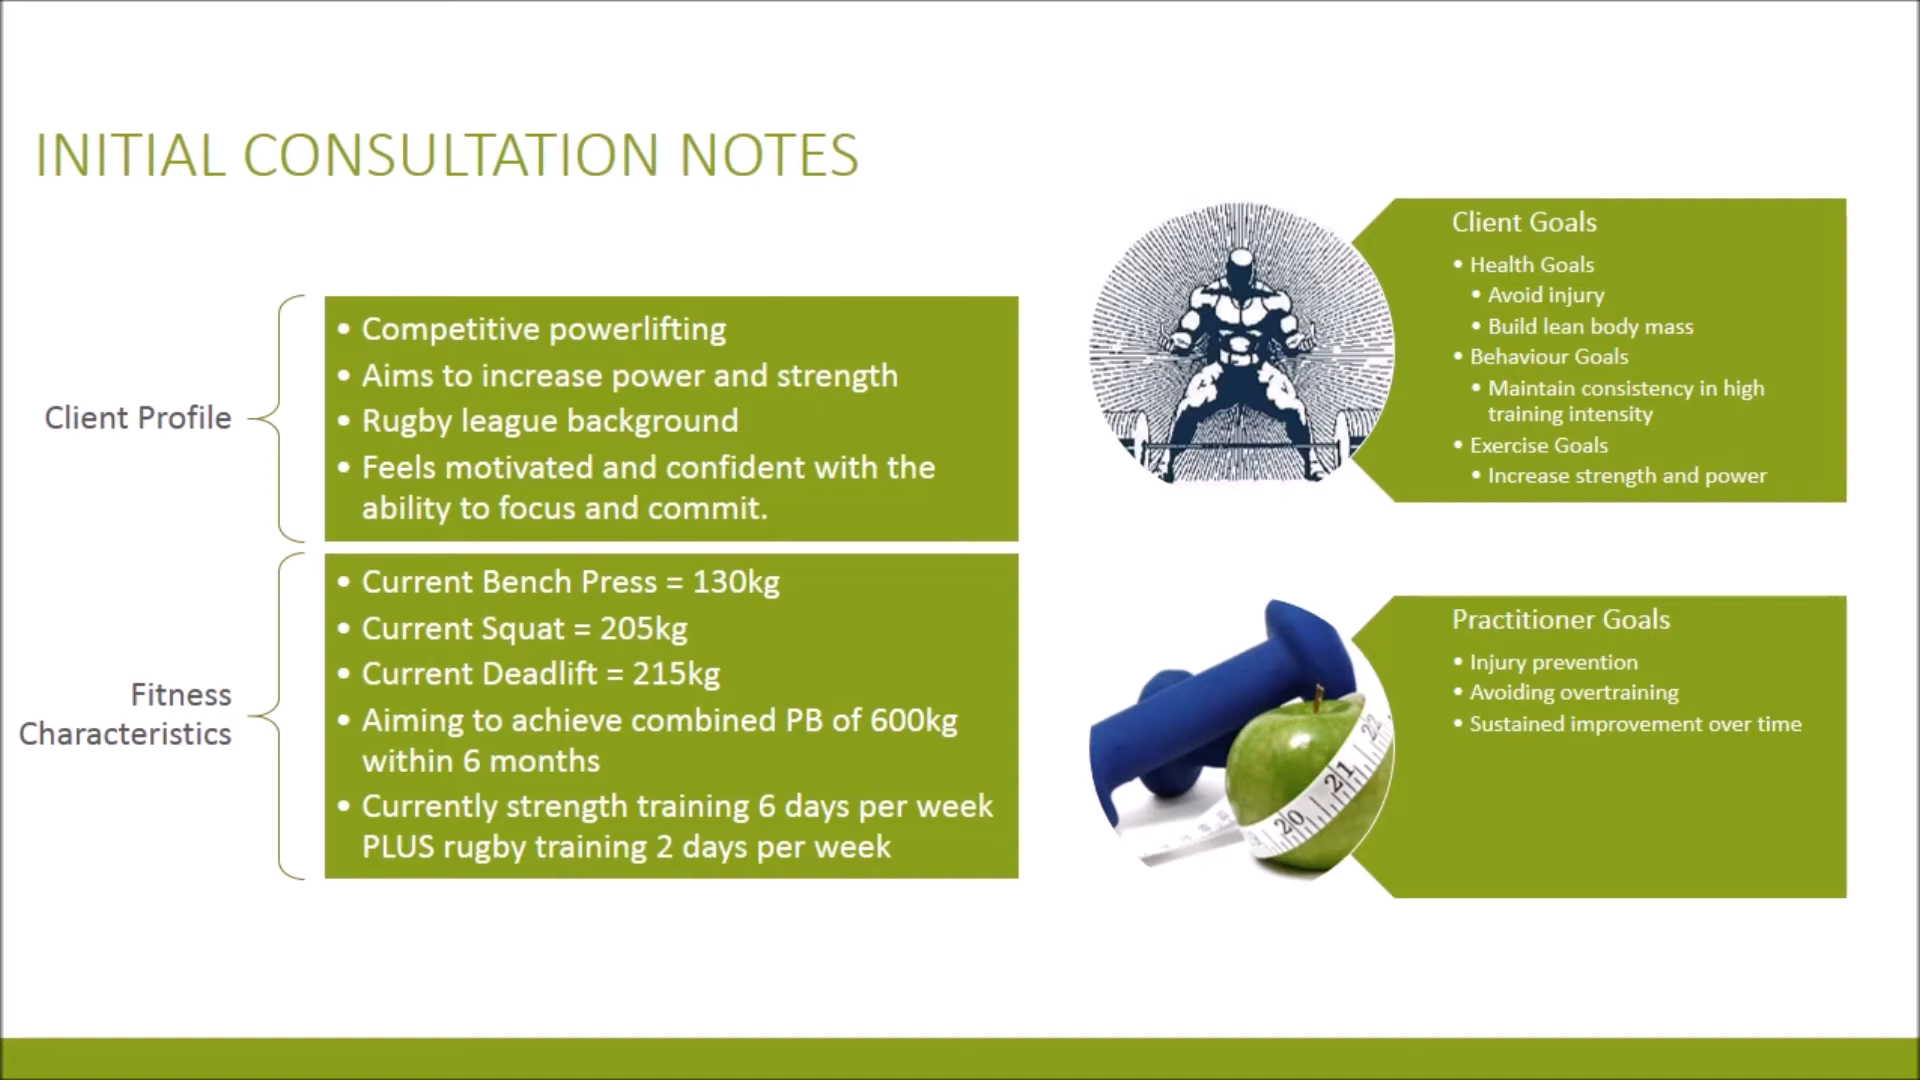 INITIAL CONSULTATION NOTES
Client Profile
• Competitive powerlifting
• Aims to increase power and strength
• Rugby league background
• Feels motivated and confident with the
ability to focus and commit.
Fitness
Characteristics
• Current Bench Press = 130kg
• Current Squat = 205kg
• Current Deadlift = 215kg
• Aiming to achieve combined PB of 600kg
within 6 months
• Currently strength training 6 days per week
PLUS rugby training 2 days per week
Client Goals
• Health Goals
• Avoid injury
• Build lean body mass
• Behaviour Goals
• Maintain consistency in high
training intensity
• Exercise Goals
• Increase strength and power
Practitioner Goals
• Injury prevention
• Avoiding overtraining
• Sustained improvement over time
20 21 22